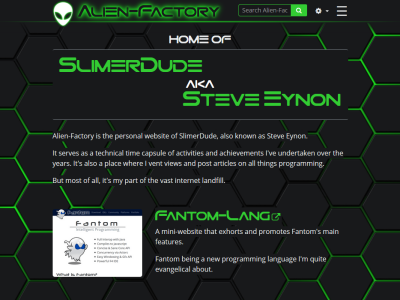 Alien-Factory
Search Alien-Fac
Home of
SlimerDude
aka
Steve Eynon
Alien-Factory is the personal website of SlimerDude, also known as Steve Eynon.
It serves as a technical time capsule of activities and achievements I've undertaken over the
years. It's also a place where I vent views and post articles on all things programming.
But most of all, it's my part of the vast internet landfill.
Fantom-Lang
A mini-website that exhorts and promotes Fantom's main
features.
Fantom being a new programming language I'm quite
evangelical about.
Fantom
What is Fantom?